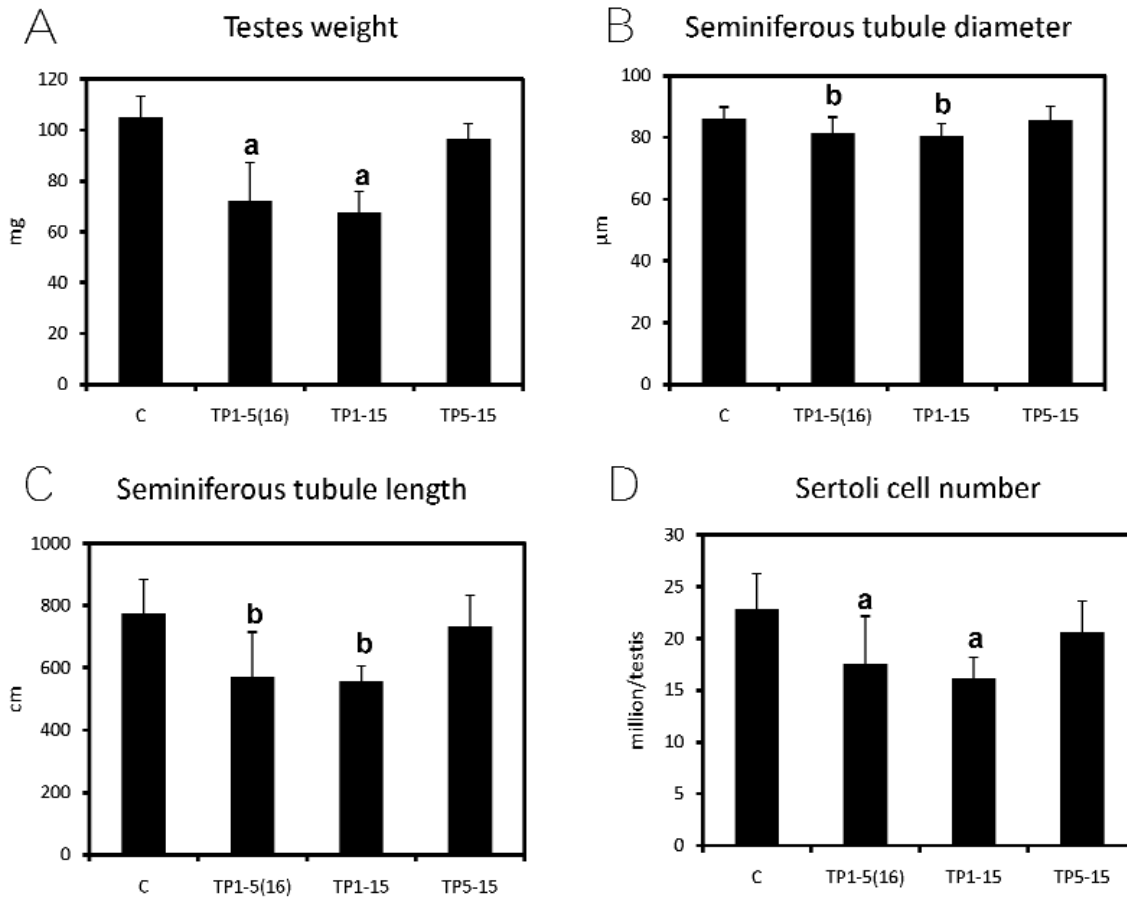 A
Testes weight
120
100
80
60
40
20
0
mg
a
a
C
TP1-5(16)
TP1-15
TP5-15
B
Seminiferous tubule diameter
100
80
60
40
20
0
µm
b
b
C
TP1-5(16)
TP1-15
TP5-15
C
Seminiferous tubule length
1000
800
600
400
200
0
cm
b
b
C
TP1-5(16)
TP1-15
TP5-15
D
Sertoli cell number
30
25
20
15
10
5
0
million/testis
a
a
C
TP1-5(16)
TP1-15
TP5-15